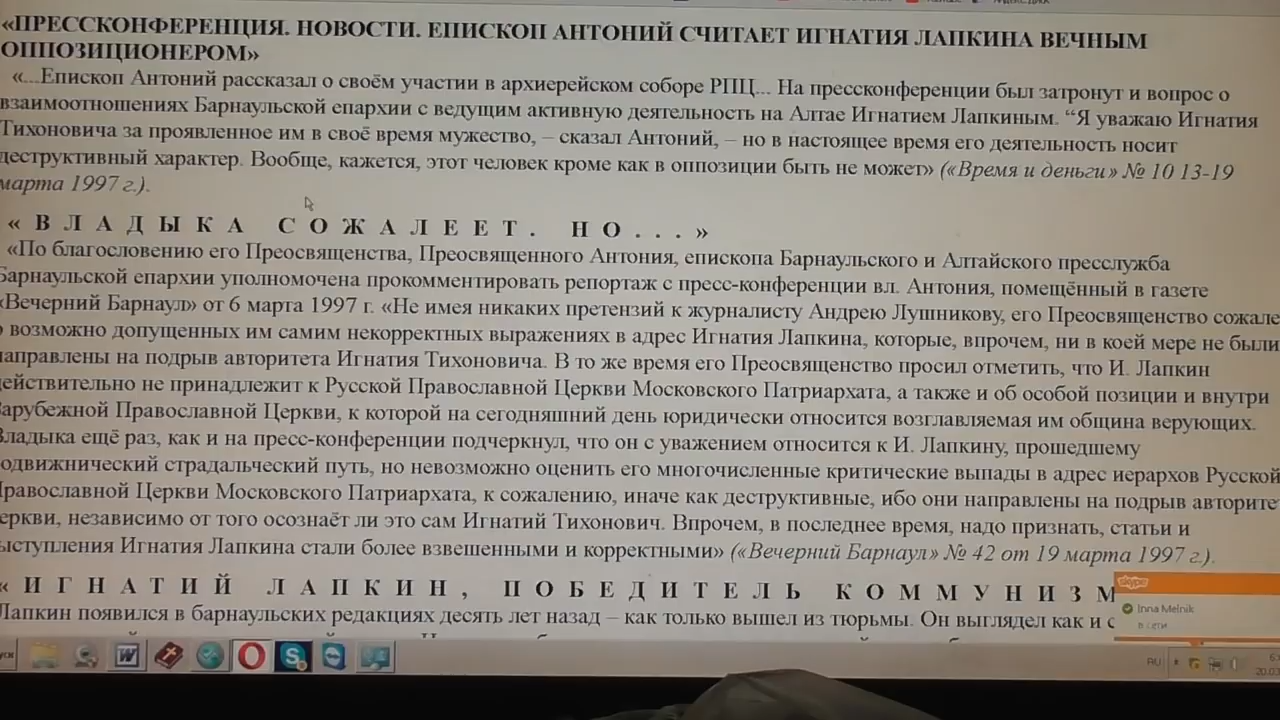 «ПРЕССКОНФЕРЕНЦИЯ. НОВОСТИ. ЕПИСКОП АНТОНИЙ СЧИТАЕТ ИГНАТИЯ ЛАПКИНА ВЕЧНЫМ
ОППОЗИЦИОНЕРОМ»
«...Епископ Антоний рассказал о своём участии в архиерейском соборе РПЦ... На прессконференции был затронут и вопрос о
взаимоотношениях Барнаульской епархии с ведущим активную деятельность на Алтае Игнатием Лапкиным. “Я уважаю Игнатия
Тихоновича за проявленное им в своё время мужество, – сказал Антоний, – но в настоящее время его деятельность носит
деструктивный характер. Вообще, кажется, этот человек кроме как в оппозиции быть не может» («Время и деньги» № 10 13-19
марта 1997 г.).
«ВЛАДЫКА СОЖАЛЕЕТ. НО...»
«По благословению его Преосвященства, Преосвященного Антония, епископа Барнаульского и Алтайского пресслужба
Барнаульской епархии уполномочена прокомментировать репортаж с пресс-конференции вл. Антония, помещённый в газете
«Вечерний Барнаул» от 6 марта 1997 г. «Не имея никаких претензий к журналисту Андрею Лушникову, его Преосвященство сожале
о возможно допущенных им самим некорректных выражениях в адрес Игнатия Лапкина, которые, впрочем, ни в коей мере не были
направлены на подрыв авторитета Игнатия Тихоновича. В то же время его Преосвященство просил отметить, что И. Лапкин
действительно не принадлежит к Русской Православной Церкви Московского Патриархата, а также и об особой позиции и внутри
Зарубежной Православной Церкви, к которой на сегодняшний день юридически относится возглавляемая им община верующих.
Владыка ещё раз, как и на пресс-конференции подчеркнул, что он с уважением относится к И. Лапкину, прошедшему
одвижнический страдальческий путь, но невозможно оценить его многочисленные критические выпады в адрес иерархов Русской
Православной Церкви Московского Патриархата, к сожалению, иначе как деструктивные, ибо они направлены на подрыв авторите
еркви, независимо от того осознаёт ли это сам Игнатий Тихонович. Впрочем, в последнее время, надо признать, статьи и
ыступления Игнатия Лапкина стали более взвешенными и корректными» («Вечерний Барнаул» № 42 от 19 марта 1997 г.).
«ИГНАТИЙ ЛАПКИН, ПОБЕДИТЕЛЬ КОММУНИЗМ
Лапкин появился в барнаульских редакциях десять лет назад – как только вышел из тюрьмы. Он выглядел как и с
skype
Inna Melnik
в сети
RU